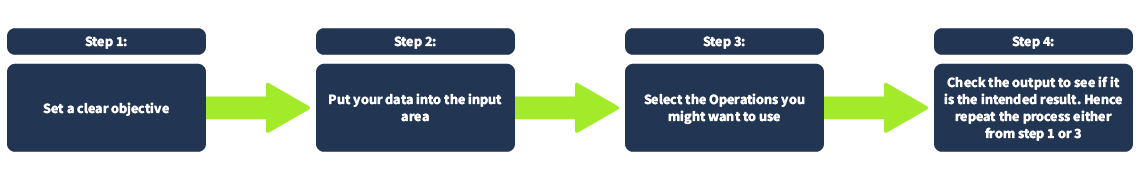 Step 1:
Set a clear objective
Step 2:
Put your data into the input
area
Step 3:
Select the Operations you
might want to use
Step 4:
Check the output to see if it
is the intended result. Hence
repeat the process either
from step 1 or 3